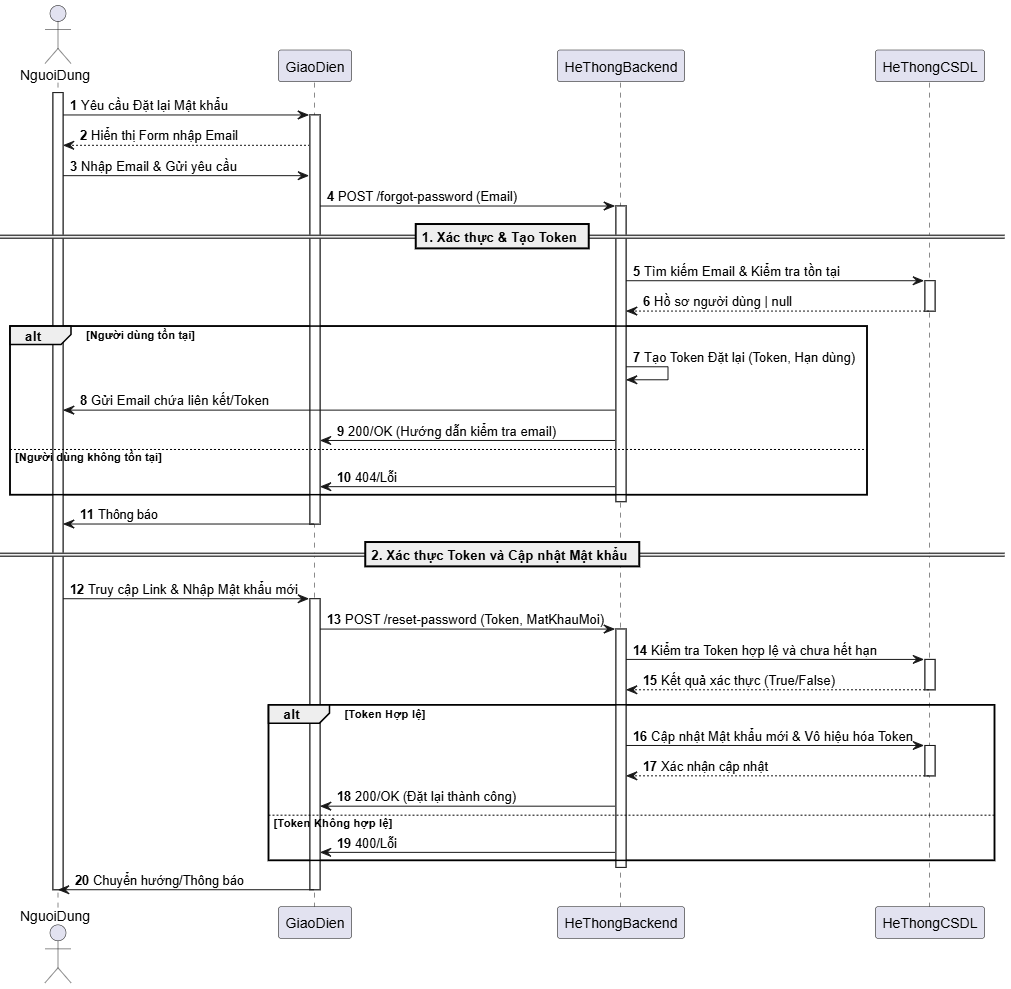 NguoiDung
GiaoDien
HeThongBackend
HeThongCSDL
1 Yêu cầu Đặt lại Mật khẩu
2 Hiển thị Form nhập Email
3 Nhập Email & Gửi yêu cầu
4 POST /forgot-password (Email)
1. Xác thực & Tạo Token
5 Tìm kiếm Email & Kiểm tra tồn tại
6 Hồ sơ người dùng | null
alt
[Người dùng tồn tại]
7 Tạo Token Đặt lại (Token, Hạn dùng)
8 Gửi Email chứa liên kết/Token
9 200/OK (Hướng dẫn kiểm tra email)
[Người dùng không tồn tại]
10 404/Lỗi
11 Thông báo
2. Xác thực Token và Cập nhật Mật khẩu
12 Truy cập Link & Nhập Mật khẩu mới
13 POST /reset-password (Token, MatKhauMoi)
14 Kiểm tra Token hợp lệ và chưa hết hạn
15 Kết quả xác thực (True/False)
alt
[Token Hợp lệ]
16 Cập nhật Mật khẩu mới & Vô hiệu hóa Token
17 Xác nhận cập nhật
18 200/OK (Đặt lại thành công)
[Token Không hợp lệ]
19 400/Lỗi
20 Chuyển hướng/Thông báo
NguoiDung
GiaoDien
HeThongBackend
HeThongCSDL